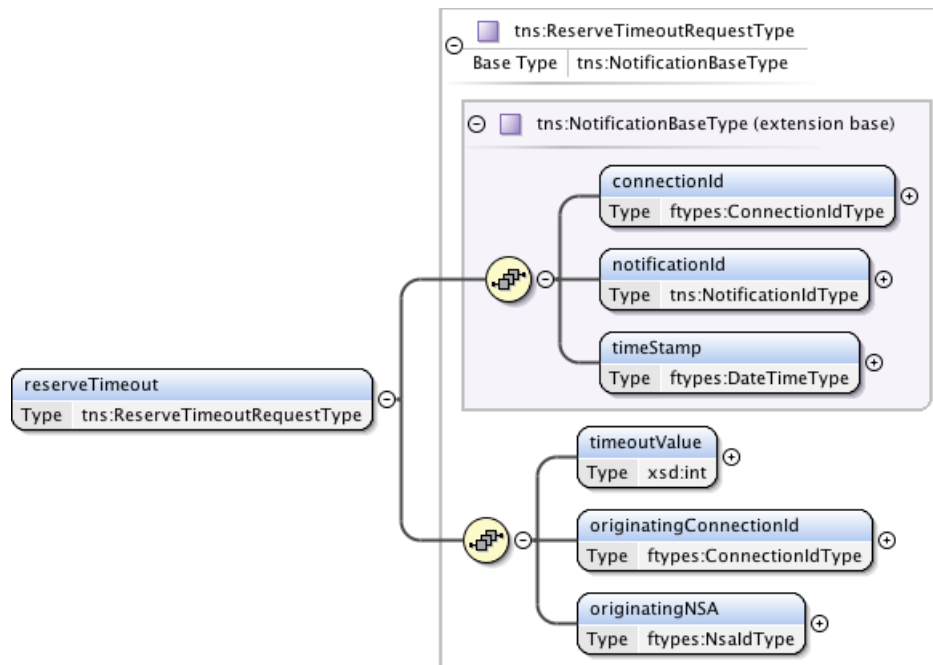 tns:ReserveTimeoutRequestType
Base Type tns:NotificationBaseType
tns:NotificationBaseType (extension base)
connectionId
Type ftypes:ConnectionIdType
notificationId
Type tns:NotificationIdType
timeStamp
Type ftypes:DateTimeType
reserveTimeout
Type tns:ReserveTimeoutRequestType
timeoutValue
Type xsd:int
originatingConnectionId
Type ftypes:ConnectionIdType
originatingNSA
Type ftypes:NsaIdType